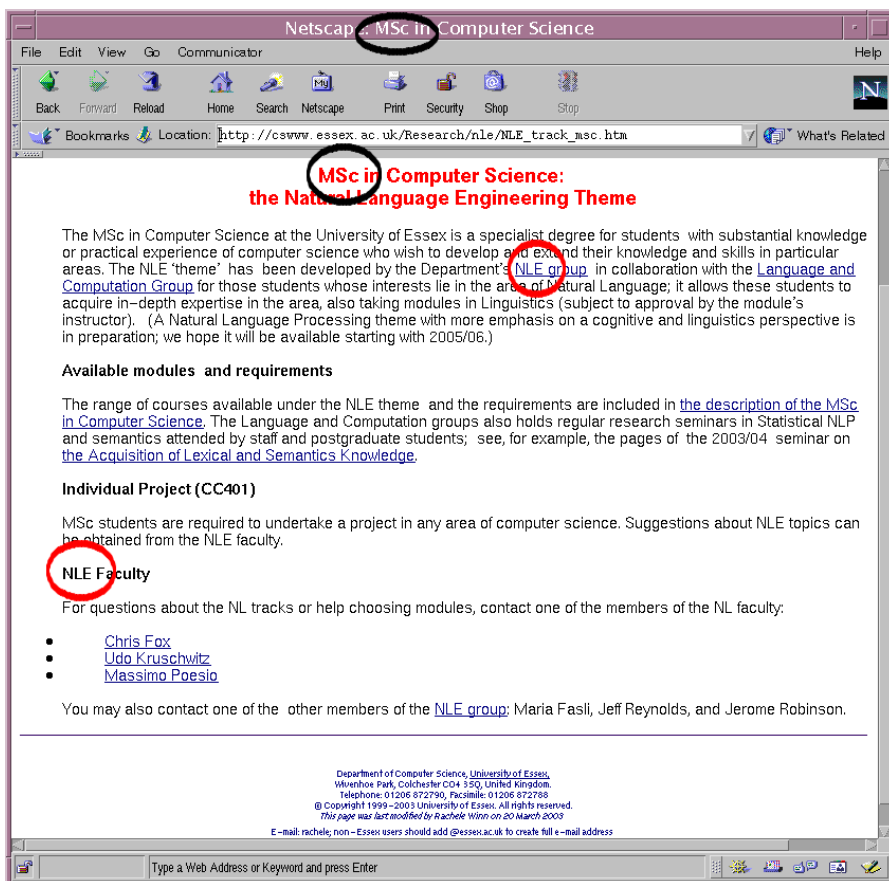 Netscape: MSc in Computer Science
File Edit View Go Communicator Help
My N
Back Forward Reload Home Search Netscape Print Security Shop Stop
Bookmarks Location: http://cswww.essex.ac.uk/Research/nle/NLE_track_msc.htm What's Related
MSc in Computer Science:
the Natural Language Engineering Theme
The MSc in Computer Science at the University of Essex is a specialist degree for students with substantial knowledge
or practical experience of computer science who wish to develop and extend their knowledge and skills in particular
areas. The NLE ‘theme’ has been developed by the Department's NLE group in collaboration with the Language and
Computation Group for those students whose interests lie in the area of Natural Language; it allows these students to
acquire in-depth expertise in the area, also taking modules in Linguistics (subject to approval by the module's
instructor). (A Natural Language Processing theme with more emphasis on a cognitive and linguistics perspective is
in preparation; we hope it will be available starting with 2005/06.)
Available modules and requirements
The range of courses available under the NLE theme and the requirements are included in the description of the MSc
in Computer Science. The Language and Computation groups also holds regular research seminars in Statistical NLP
and semantics attended by staff and postgraduate students; see, for example, the pages of the 2003/04 seminar on
the Acquisition of Lexical and Semantics Knowledge.
Individual Project (CC401)
MSc students are required to undertake a project in any area of computer science. Suggestions about NLE topics can
be obtained from the NLE faculty.
NLE Faculty
For questions about the NL tracks or help choosing modules, contact one of the members of the NL faculty:
• Chris Fox
• Udo Kruschwitz
• Massimo Poesio
You may also contact one of the other members of the NLE group: Maria Fasli, Jeff Reynolds, and Jerome Robinson.
Department of Computer Science, University of Essex,
Wivenhoe Park, Colchester CO4 3SQ, United Kingdom.
Telephone: 01206 872790, Facsimile: 01206 872788
© Copyright 1999-2003 University of Essex. All rights reserved.
This page was last modified by Rachele Winn on 20 March 2003
E-mail: rachele; non-Essex users should add @essex.ac.uk to create full e-mail address
Type a Web Address or Keyword and press Enter